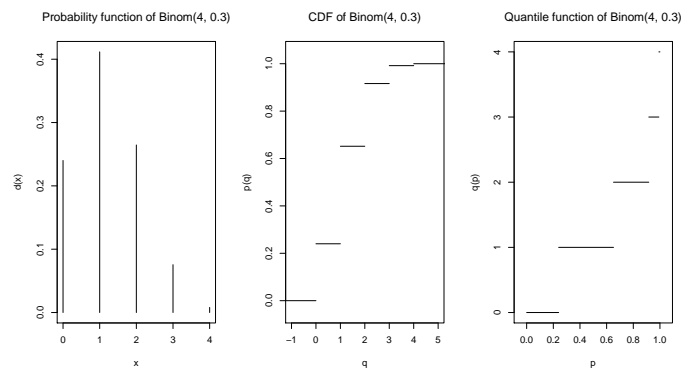 Probability function of Binom(4, 0.3)
d(x)
0.4
0.3
0.2
0.1
0.0
0 1 2 3 4
x
CDF of Binom(4, 0.3)
p(q)
1.0
0.8
0.6
0.4
0.2
0.0
−1 0 1 2 3 4 5
q
Quantile function of Binom(4, 0.3)
q(p)
4
3
2
1
0
0.0 0.2 0.4 0.6 0.8 1.0
p